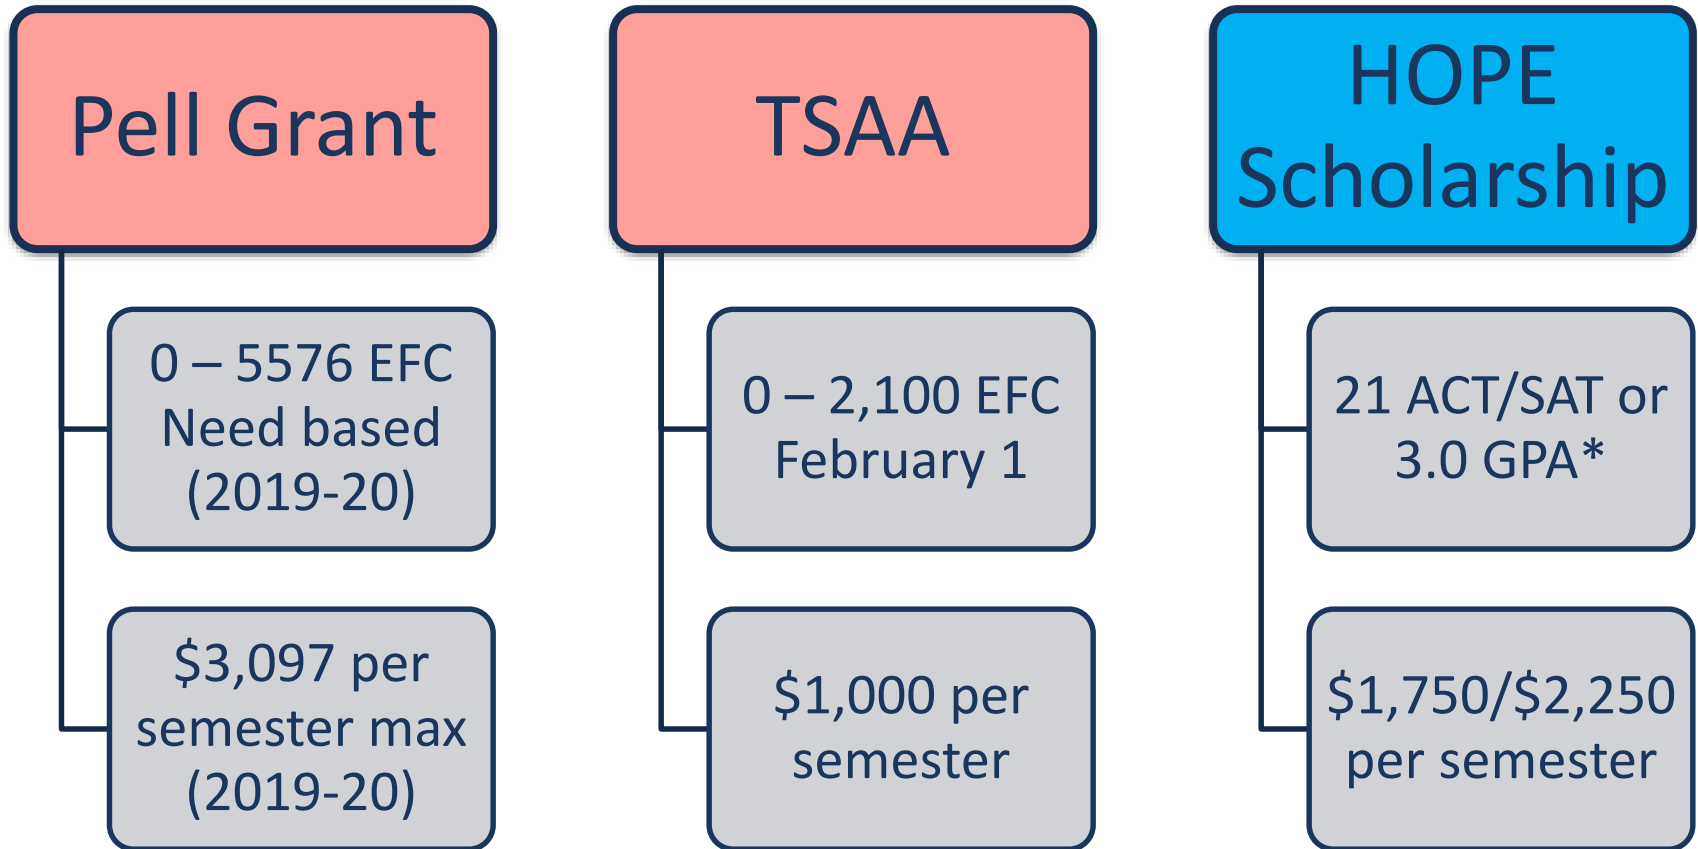 Pell Grant
0 – 5576 EFC
Need based
(2019-20)
$3,097 per
semester max
(2019-20)
TSAA
0 – 2,100 EFC
February 1
$1,000 per
semester
HOPE
Scholarship
21 ACT/SAT or
3.0 GPA*
$1,750/$2,250
per semester